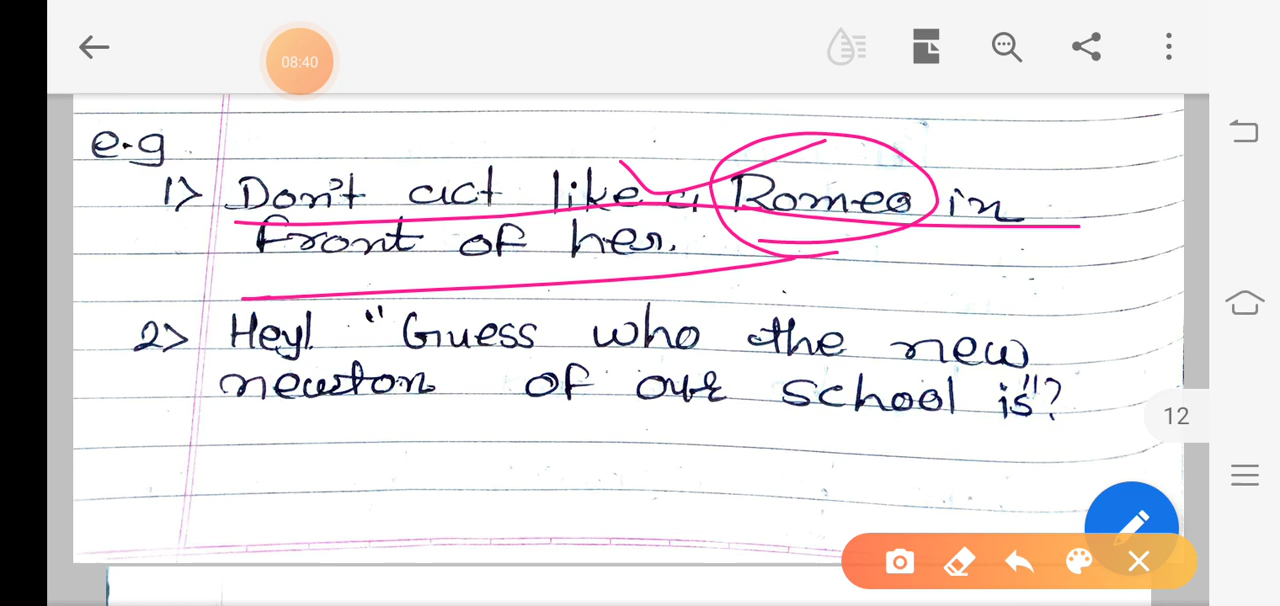 08:40
e.g
1) Don't act like a Romeo in
front of her.
2) Hey! "Guess who the new
newton of our school is"?
12